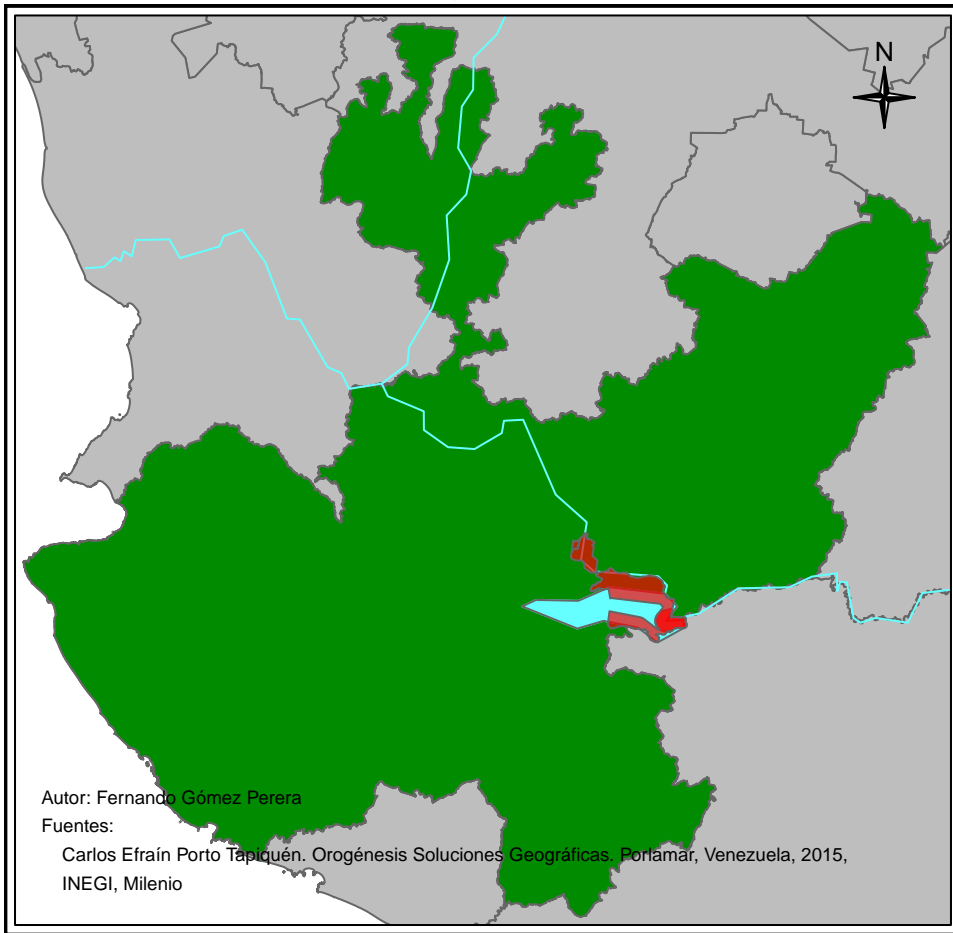 N
Autor: Fernando Gómez Perera
Fuentes:
Carlos Efraín Porto Tapiquén. Orogénesis Soluciones Geográficas. Porlamar, Venezuela, 2015,
INEGI, Milenio